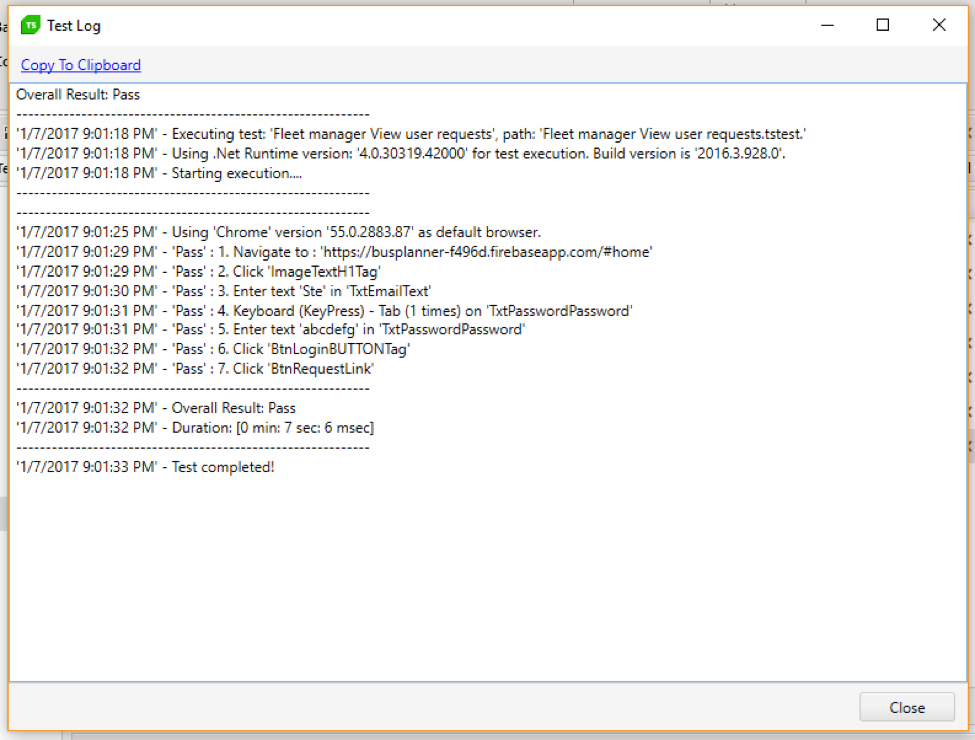 TS Test Log
Copy To Clipboard
Overall Result: Pass
-------------------------------------------------------------
'1/7/2017 9:01:18 PM' - Executing test: 'Fleet manager View user requests', path: 'Fleet manager View user requests.tstest.'
'1/7/2017 9:01:18 PM' - Using .Net Runtime version: '4.0.30319.42000' for test execution. Build version is '2016.3.928.0'.
'1/7/2017 9:01:18 PM' - Starting execution....
-------------------------------------------------------------
-------------------------------------------------------------
'1/7/2017 9:01:25 PM' - Using 'Chrome' version '55.0.2883.87' as default browser.
'1/7/2017 9:01:29 PM' - 'Pass' : 1. Navigate to : 'https://busplanner-f496d.firebaseapp.com/#home'
'1/7/2017 9:01:29 PM' - 'Pass' : 2. Click 'ImageTextH1Tag'
'1/7/2017 9:01:30 PM' - 'Pass' : 3. Enter text 'Ste' in 'TxtEmailText'
'1/7/2017 9:01:31 PM' - 'Pass' : 4. Keyboard (KeyPress) - Tab (1 times) on 'TxtPasswordPassword'
'1/7/2017 9:01:31 PM' - 'Pass' : 5. Enter text 'abcdefg' in 'TxtPasswordPassword'
'1/7/2017 9:01:32 PM' - 'Pass' : 6. Click 'BtnLoginBUTTONTag'
'1/7/2017 9:01:32 PM' - 'Pass' : 7. Click 'BtnRequestLink'
-------------------------------------------------------------
'1/7/2017 9:01:32 PM' - Overall Result: Pass
'1/7/2017 9:01:32 PM' - Duration: [0 min: 7 sec: 6 msec]
-------------------------------------------------------------
'1/7/2017 9:01:33 PM' - Test completed!
Close